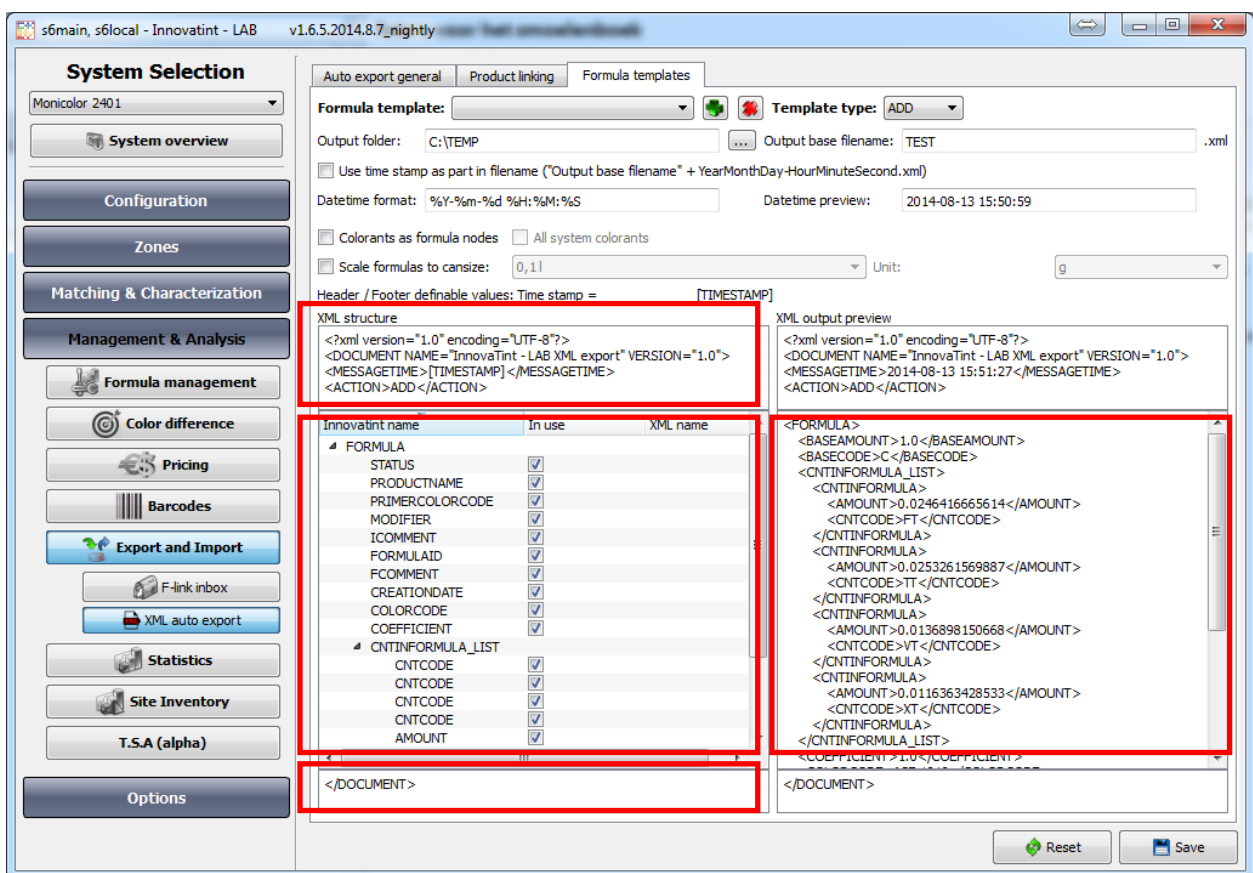 s6main, s6local - Innovatint - LAB v1.6.5.2014.8.7_nightly
System Selection
Monicolor 2401
System overview
Configuration
Zones
Matching & Characterization
Management & Analysis
Formula management
Color difference
Pricing
Barcodes
Export and Import
F-link inbox
XML auto export
Statistics
Site Inventory
T.S.A (alpha)
Options
Auto export general Product linking Formula templates
Formula template: Template type: ADD
Output folder: C:\TEMP ... Output base filename: TEST .xml
Use time stamp as part in filename ("Output base filename" + YearMonthDay-HourMinuteSecond.xml)
Datetime format: %Y-%m-%d %H:%M:%S Datetime preview: 2014-08-13 15:50:59
Colorants as formula nodes All system colorants
Scale formulas to cansize: 0,1 l Unit: g
Header / Footer definable values: Time stamp = [TIMESTAMP]
XML structure
<?xml version="1.0" encoding="UTF-8"?>
<DOCUMENT NAME="InnovaTint - LAB XML export" VERSION="1.0">
<MESSAGETIME>[TIMESTAMP]</MESSAGETIME>
<ACTION>ADD</ACTION>
Innovatint name In use XML name
FORMULA
STATUS
PRODUCTNAME
PRIMERCOLORCODE
MODIFIER
ICOMMENT
FORMULAID
FCOMMENT
CREATIONDATE
COLORCODE
COEFFICIENT
CNTINFORMULA_LIST
CNTCODE
CNTCODE
CNTCODE
CNTCODE
AMOUNT
</DOCUMENT>
XML output preview
<?xml version="1.0" encoding="UTF-8"?>
<DOCUMENT NAME="InnovaTint - LAB XML export" VERSION="1.0">
<MESSAGETIME>2014-08-13 15:51:27</MESSAGETIME>
<ACTION>ADD</ACTION>
<FORMULA>
<BASEAMOUNT>1.0</BASEAMOUNT>
<BASECODE>C</BASECODE>
<CNTINFORMULA_LIST>
<CNTINFORMULA>
<AMOUNT>0.0246416665614</AMOUNT>
<CNTCODE>FT</CNTCODE>
</CNTINFORMULA>
<CNTINFORMULA>
<AMOUNT>0.0253261569887</AMOUNT>
<CNTCODE>TT</CNTCODE>
</CNTINFORMULA>
<CNTINFORMULA>
<AMOUNT>0.0136898150668</AMOUNT>
<CNTCODE>VT</CNTCODE>
</CNTINFORMULA>
<CNTINFORMULA>
<AMOUNT>0.0116363428533</AMOUNT>
<CNTCODE>XT</CNTCODE>
</CNTINFORMULA>
</CNTINFORMULA_LIST>
<COEFFICIENT>1.0</COEFFICIENT>
</DOCUMENT>
Reset Save